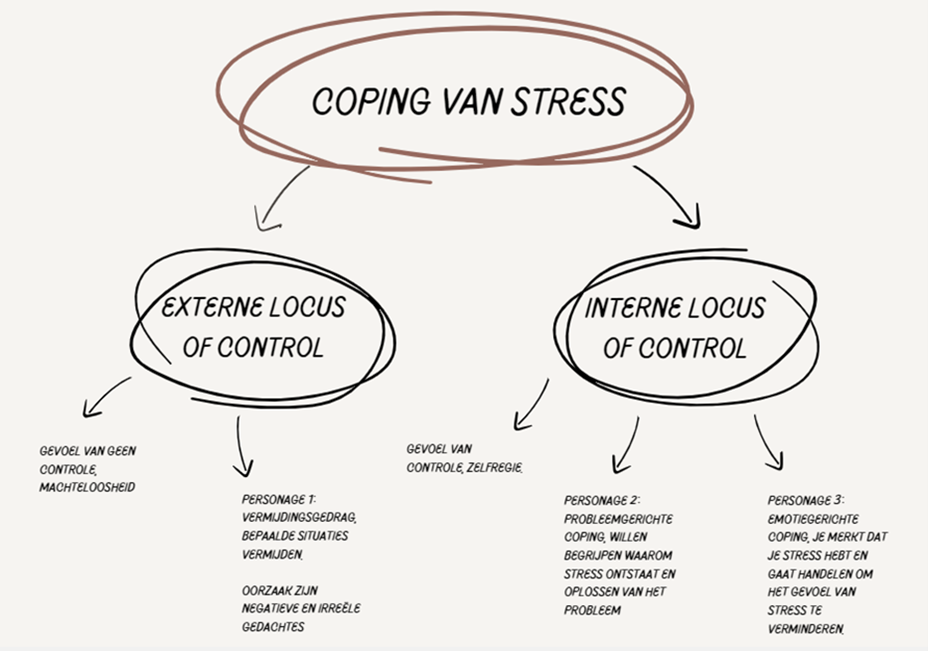 COPING VAN STRESS
EXTERNE LOCUS
OF CONTROL
INTERNE LOCUS
OF CONTROL
GEVOEL VAN GEEN
CONTROLE,
MACHTELOOSHEID
PERSONAGE 1:
VERMIJDINGSGEDRAG,
BEPAALDE SITUATIES
VERMIJDEN.
OORZAAK ZIJN
NEGATIEVE EN IRREËLE
GEDACHTES
GEVOEL VAN
CONTROLE, ZELFREGIE.
PERSONAGE 2:
PROBLEEMGERICHTE
COPING, WILLEN
BEGRIJPEN WAAROM
STRESS ONTSTAAT EN
OPLOSSEN VAN HET
PROBLEEM
PERSONAGE 3:
EMOTIEGERICHTE
COPING, JE MERKT DAT
JE STRESS HEBT EN
GAAT HANDELEN OM
HET GEVOEL VAN
STRESS TE
VERMINDEREN.